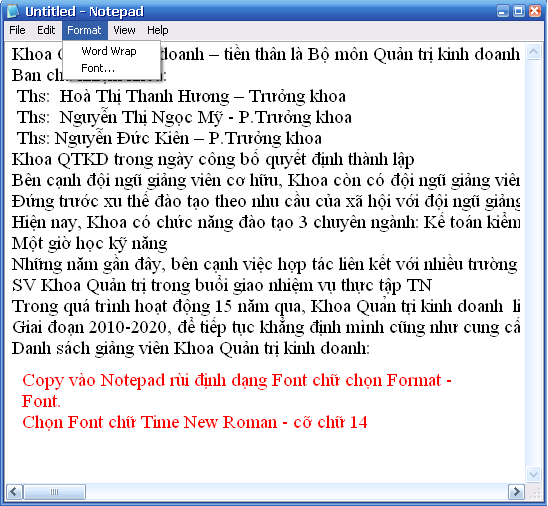 Untitled - Notepad
File Edit Format View Help
Word Wrap
Font...
Khoa doanh – tiền thân là Bộ môn Quản trị kinh doanh
Ban
Ths: Hoà Thị Thanh Hương – Trưởng khoa
Ths: Nguyễn Thị Ngọc Mỹ - P.Trưởng khoa
Ths: Nguyễn Đức Kiên – P.Trưởng khoa
Khoa QTKD trong ngày công bố quyết định thành lập
Bên cạnh đội ngũ giảng viên cơ hữu, Khoa còn có đội ngũ giảng viên
Đứng trước xu thế đào tạo theo nhu cầu của xã hội với đội ngũ giảng
Hiện nay, Khoa có chức năng đào tạo 3 chuyên ngành: Kế toán kiểm
Một giờ học kỹ năng
Những năm gần đây, bên cạnh việc hợp tác liên kết với nhiều trường
SV Khoa Quản trị trong buổi giao nhiệm vụ thực tập TN
Trong quá trình hoạt động 15 năm qua, Khoa Quản trị kinh doanh li
Giai đoạn 2010-2020, để tiếp tục khẳng định mình cũng như cung cấ
Danh sách giảng viên Khoa Quản trị kinh doanh:
Copy vào Notepad rùi định dạng Font chữ chọn Format -
Font.
Chọn Font chữ Time New Roman - cỡ chữ 14